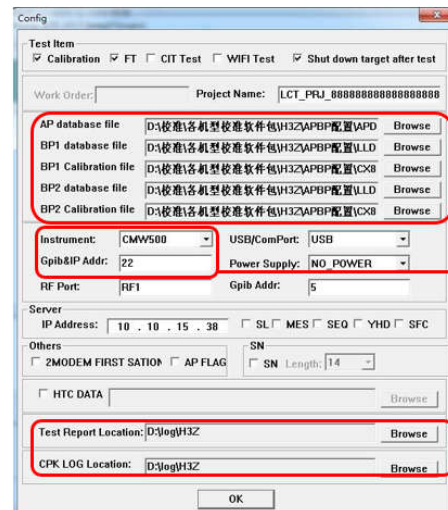 Config
Test Item
Calibration FT CIT Test WIFI Test Shut down target after test
Work Order: Project Name: LCT_PRJ_888888888888888888
AP database file D:\校准\各机型校准软件包\H3Z\APBP配置\APD Browse
BP1 database file D:\校准\各机型校准软件包\H3Z\APBP配置\LLD Browse
BP1 Calibration file D:\校准\各机型校准软件包\H3Z\APBP配置\CX8 Browse
BP2 database file D:\校准\各机型校准软件包\H3Z\APBP配置\LLD Browse
BP2 Calibration file D:\校准\各机型校准软件包\H3Z\APBP配置\CX8 Browse
Instrument: CMW500 USB/ComPort: USB
Gpib&IP Addr: 22 Power Supply: NO_POWER
RF Port: RF1 Gpib Addr: 5
Server
IP Address: 10 . 10 . 15 . 38 SL MES SEQ YHD SFC
Others SN
2MODEM FIRST SATION AP FLAG SN Length: 14
HTC DATA Browse
Test Report Location: D:\log\H3Z Browse
CPK LOG Location: D:\log\H3Z Browse
OK